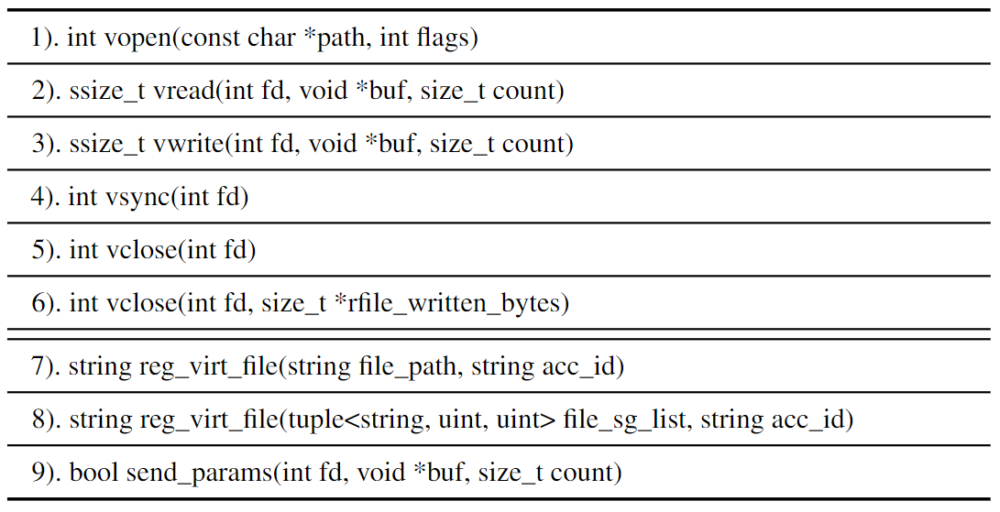 1). int vopen(const char *path, int flags)
2). ssize_t vread(int fd, void *buf, size_t count)
3). ssize_t vwrite(int fd, void *buf, size_t count)
4). int vsync(int fd)
5). int vclose(int fd)
6). int vclose(int fd, size_t *rfile_written_bytes)
7). string reg_virt_file(string file_path, string acc_id)
8). string reg_virt_file(tuple<string, uint, uint> file_sg_list, string acc_id)
9). bool send_params(int fd, void *buf, size_t count)